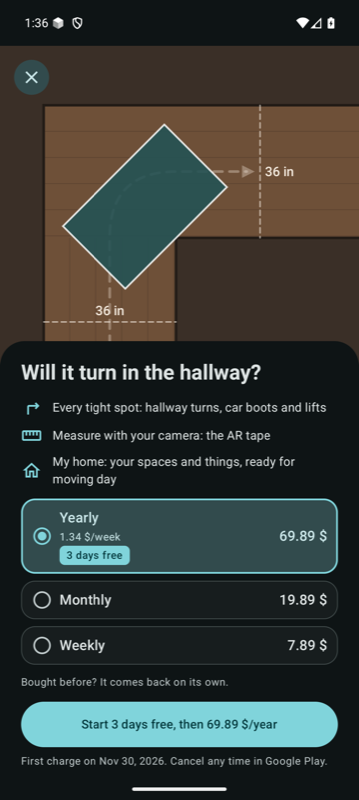 1:36
36 in
36 in
Will it turn in the hallway?
Every tight spot: hallway turns, car boots and lifts
Measure with your camera: the AR tape
My home: your spaces and things, ready for
moving day
Yearly
1.34 $/week
69.89 $
3 days free
Monthly
19.89 $
Weekly
7.89 $
Bought before? It comes back on its own.
Start 3 days free, then 69.89 $/year
First charge on Nov 30, 2026. Cancel any time in Google Play.